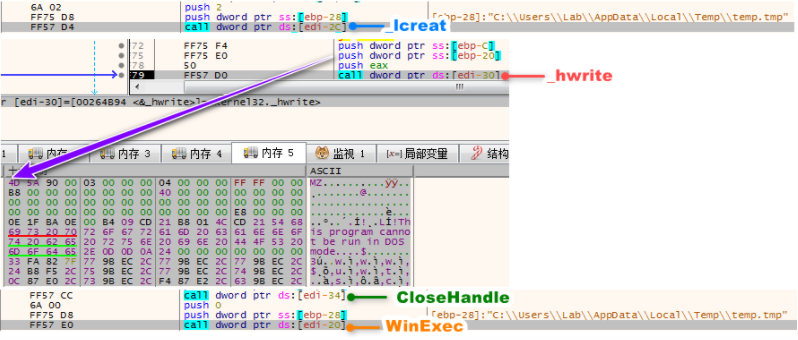 6A 02 push 2
FF75 D8 push dword ptr ss:[ebp-28] [ebp-28]:"C:\\Users\\Lab\\AppData\\Local\\Temp\\temp.tmp"
FF57 D4 call dword ptr ds:[edi-2C] _lcreat
72 FF75 F4 push dword ptr ss:[ebp-C]
75 FF75 E0 push dword ptr ss:[ebp-20]
78 50 push eax
79 FF57 D0 call dword ptr ds:[edi-30] _hwrite
r [edi-30]=[00264B94 <&_hwrite>]=kernel32._hwrite>
1 内存 内存 3 内存 4 内存 5 监视 1 [x=] 局部变量 结构
ASCII
4D 5A 90 00 03 00 00 00 04 00 00 00 FF FF 00 00 MZ..........ÿÿ..
B8 00 00 00 00 00 00 00 40 00 00 00 00 00 00 00 ¸.......@.......
00 00 00 00 00 00 00 00 00 00 00 00 00 00 00 00 ................
00 00 00 00 00 00 00 00 00 00 00 00 E8 00 00 00 ............è...
0E 1F BA 0E 00 B4 09 CD 21 B8 01 4C CD 21 54 68 ..º..´.Í!¸.LÍ!Th
69 73 20 70 72 6F 67 72 61 6D 20 63 61 6E 6E 6F is program canno
74 20 62 65 20 72 75 6E 20 69 6E 20 44 4F 53 20 t be run in DOS
6D 6F 64 65 2E 0D 0D 0A 24 00 00 00 00 00 00 00 mode....$.......
33 FA 82 7F 77 9B EC 2C 77 9B EC 2C 77 9B EC 2C 3ú..w.ì,w.ì,w.ì,
24 B8 F5 2C 75 9B EC 2C 77 9B EC 2C 74 9B EC 2C $¸õ,u.ì,w.ì,t.ì,
0C 87 E0 2C 73 9B EC 2C F4 87 E2 2C 63 9B EC 2C ..à,s.ì,ô.â,c.ì,
FF57 CC call dword ptr ds:[edi-34] CloseHandle
6A 00 push 0
FF75 D8 push dword ptr ss:[ebp-28] [ebp-28]:"C:\\Users\\Lab\\AppData\\Local\\Temp\\temp.tmp"
FF57 E0 call dword ptr ds:[edi-20] WinExec